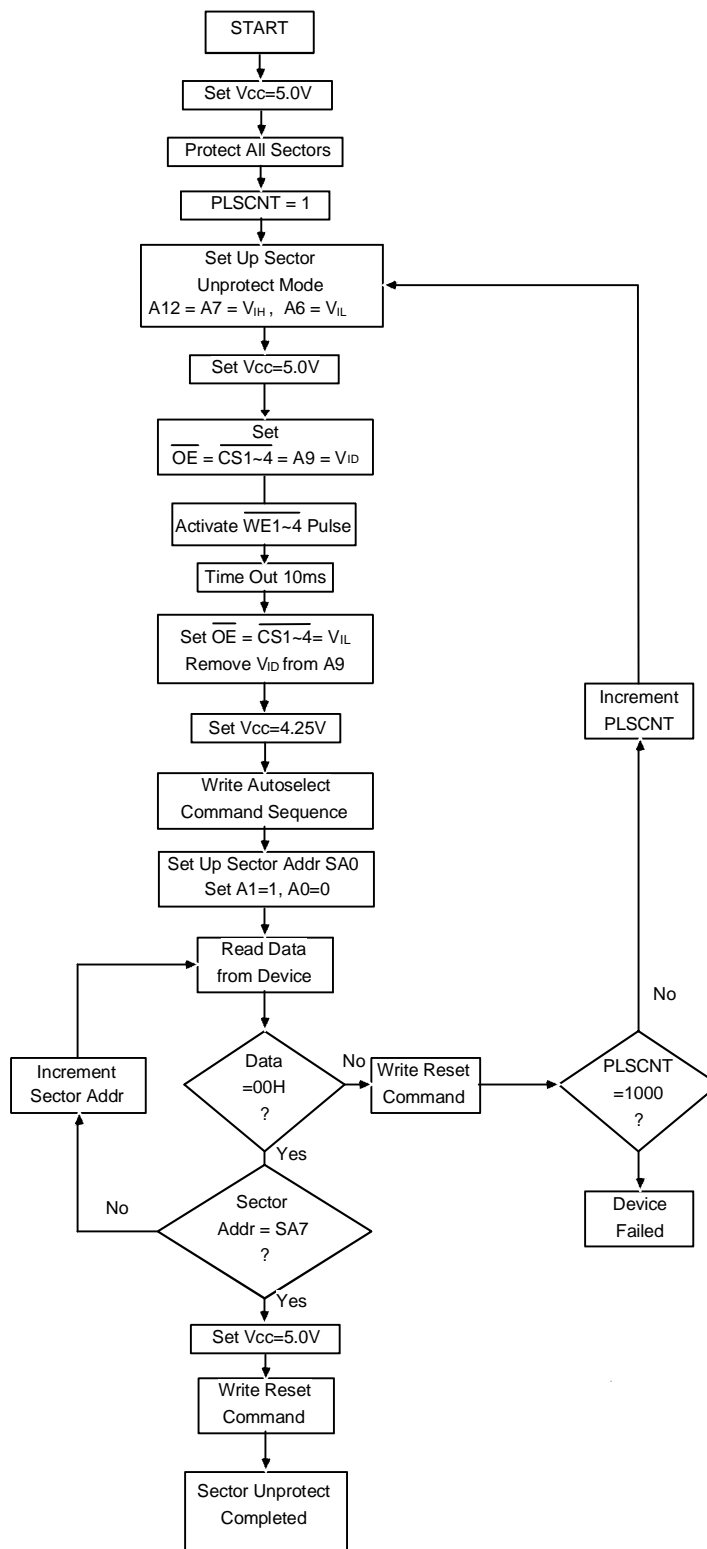 START
Set Vcc=5.0V
Protect All Sectors
PLSCNT = 1
Set Up Sector
Unprotect Mode
A12 = A7 = VIH , A6 = VIL
Set Vcc=5.0V
Set
OE = CS1~4 = A9 = VID
Activate WE1~4 Pulse
Time Out 10ms
Set OE = CS1~4= VIL
Remove VID from A9
Set Vcc=4.25V
Write Autoselect
Command Sequence
Set Up Sector Addr SA0
Set A1=1, A0=0
Read Data
from Device
Data
=00H
?
No
Yes
Increment
Sector Addr
No
Sector
Addr = SA7
?
Yes
Write Reset
Command
PLSCNT
=1000
?
No
Increment
PLSCNT
Device
Failed
Set Vcc=5.0V
Write Reset
Command
Sector Unprotect
Completed